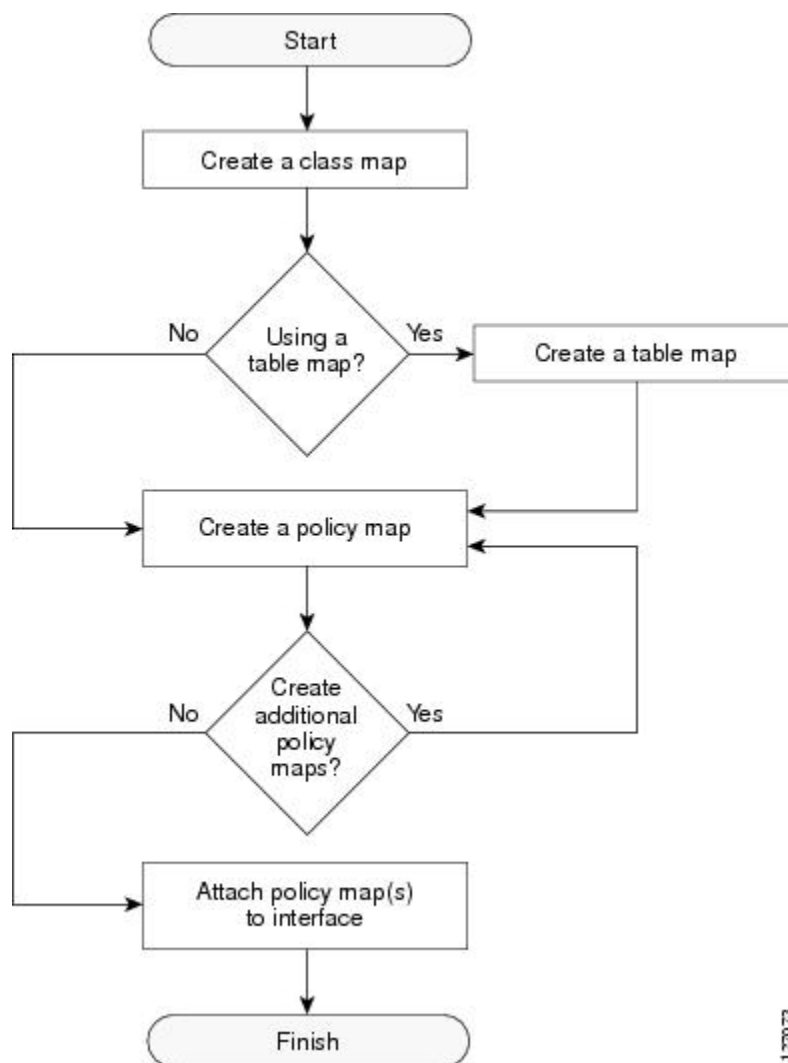 Start
Create a class map
No
Using a
table map?
Yes
Create a table map
Create a policy map
No
Create
additional
policy
maps?
Yes
Attach policy map(s)
to interface
Finish